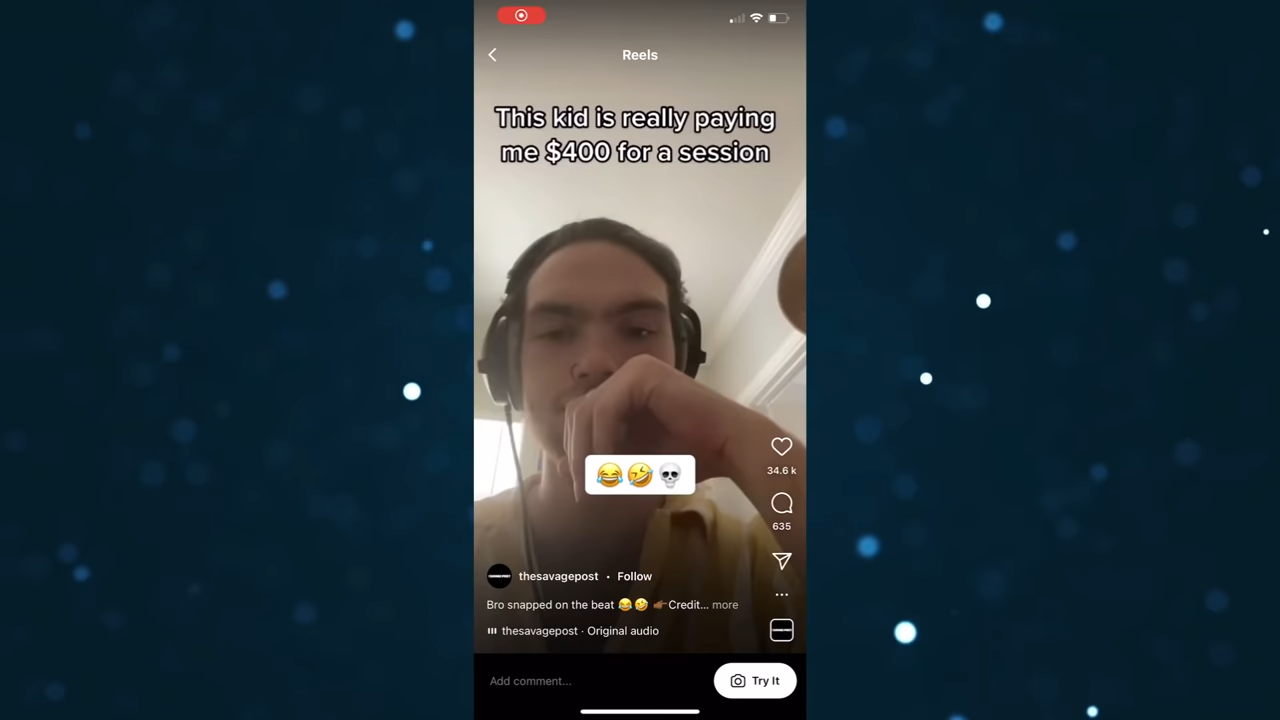 Reels
This kid is really paying
me $400 for a session
😂🤣💀
34.6 k
635
thesavagepost · Follow
Bro snapped on the beat 😂🤣 👉🏾Credit... more
thesavagepost · Original audio
Add comment...
Try It